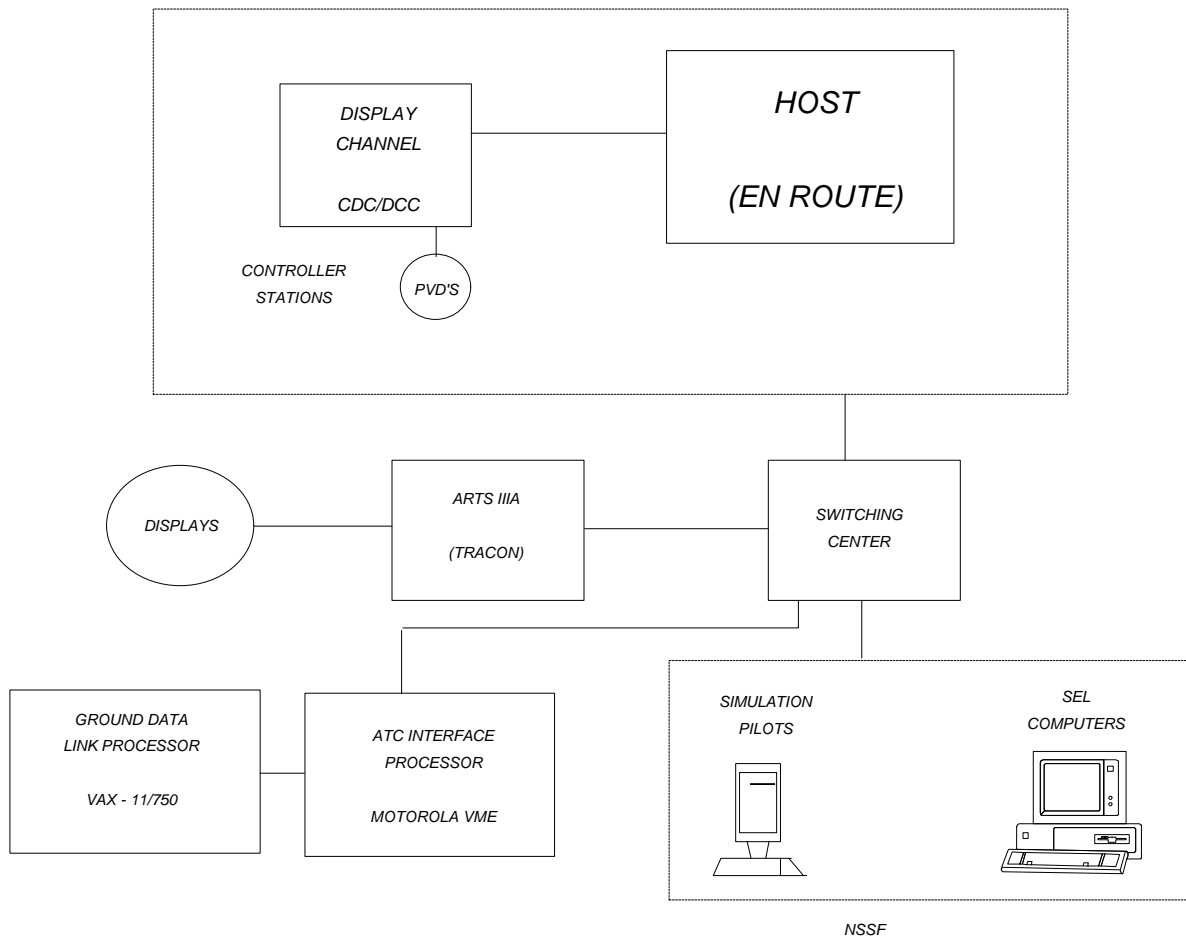 DISPLAY
CHANNEL
CDC/DCC
HOST
(EN ROUTE)
CONTROLLER
STATIONS
PVD'S
DISPLAYS
ARTS IIIA
(TRACON)
SWITCHING
CENTER
GROUND DATA
LINK PROCESSOR
VAX - 11/750
ATC INTERFACE
PROCESSOR
MOTOROLA VME
SIMULATION
PILOTS
SEL
COMPUTERS
NSSF